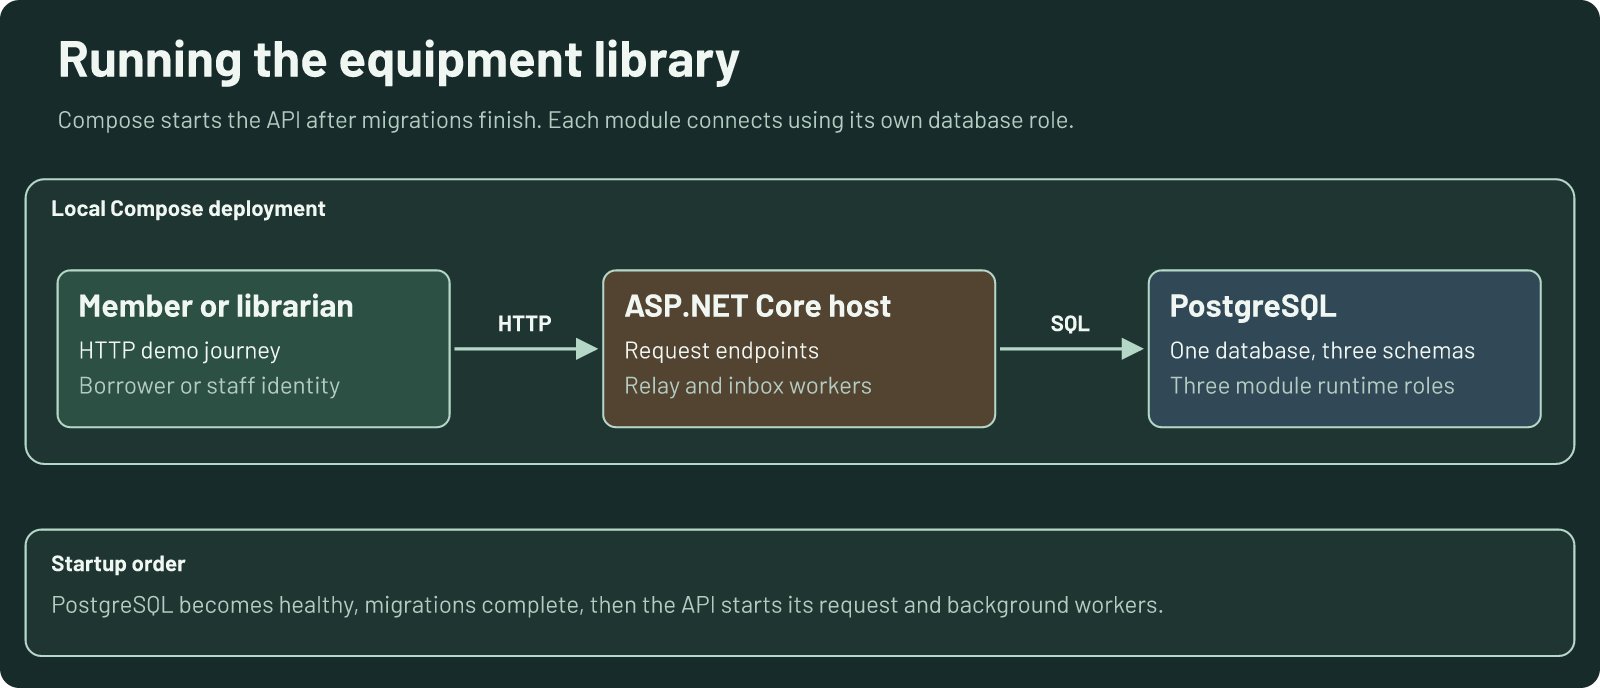 Running the equipment library
Compose starts the API after migrations finish. Each module connects using its own database role.
Local Compose deployment
Member or librarian
HTTP demo journey
Borrower or staff identity
HTTP
ASP.NET Core host
Request endpoints
Relay and inbox workers
SQL
PostgreSQL
One database, three schemas
Three module runtime roles
Startup order
PostgreSQL becomes healthy, migrations complete, then the API starts its request and background workers.